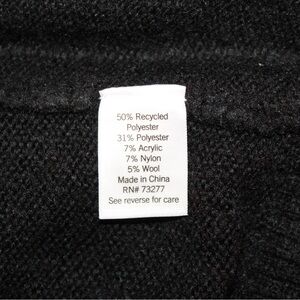 50% Recycled
Polyester
31% Polyester
7% Acrylic
7% Nylon
5% Wool
Made in China
RN# 73277
See reverse for care